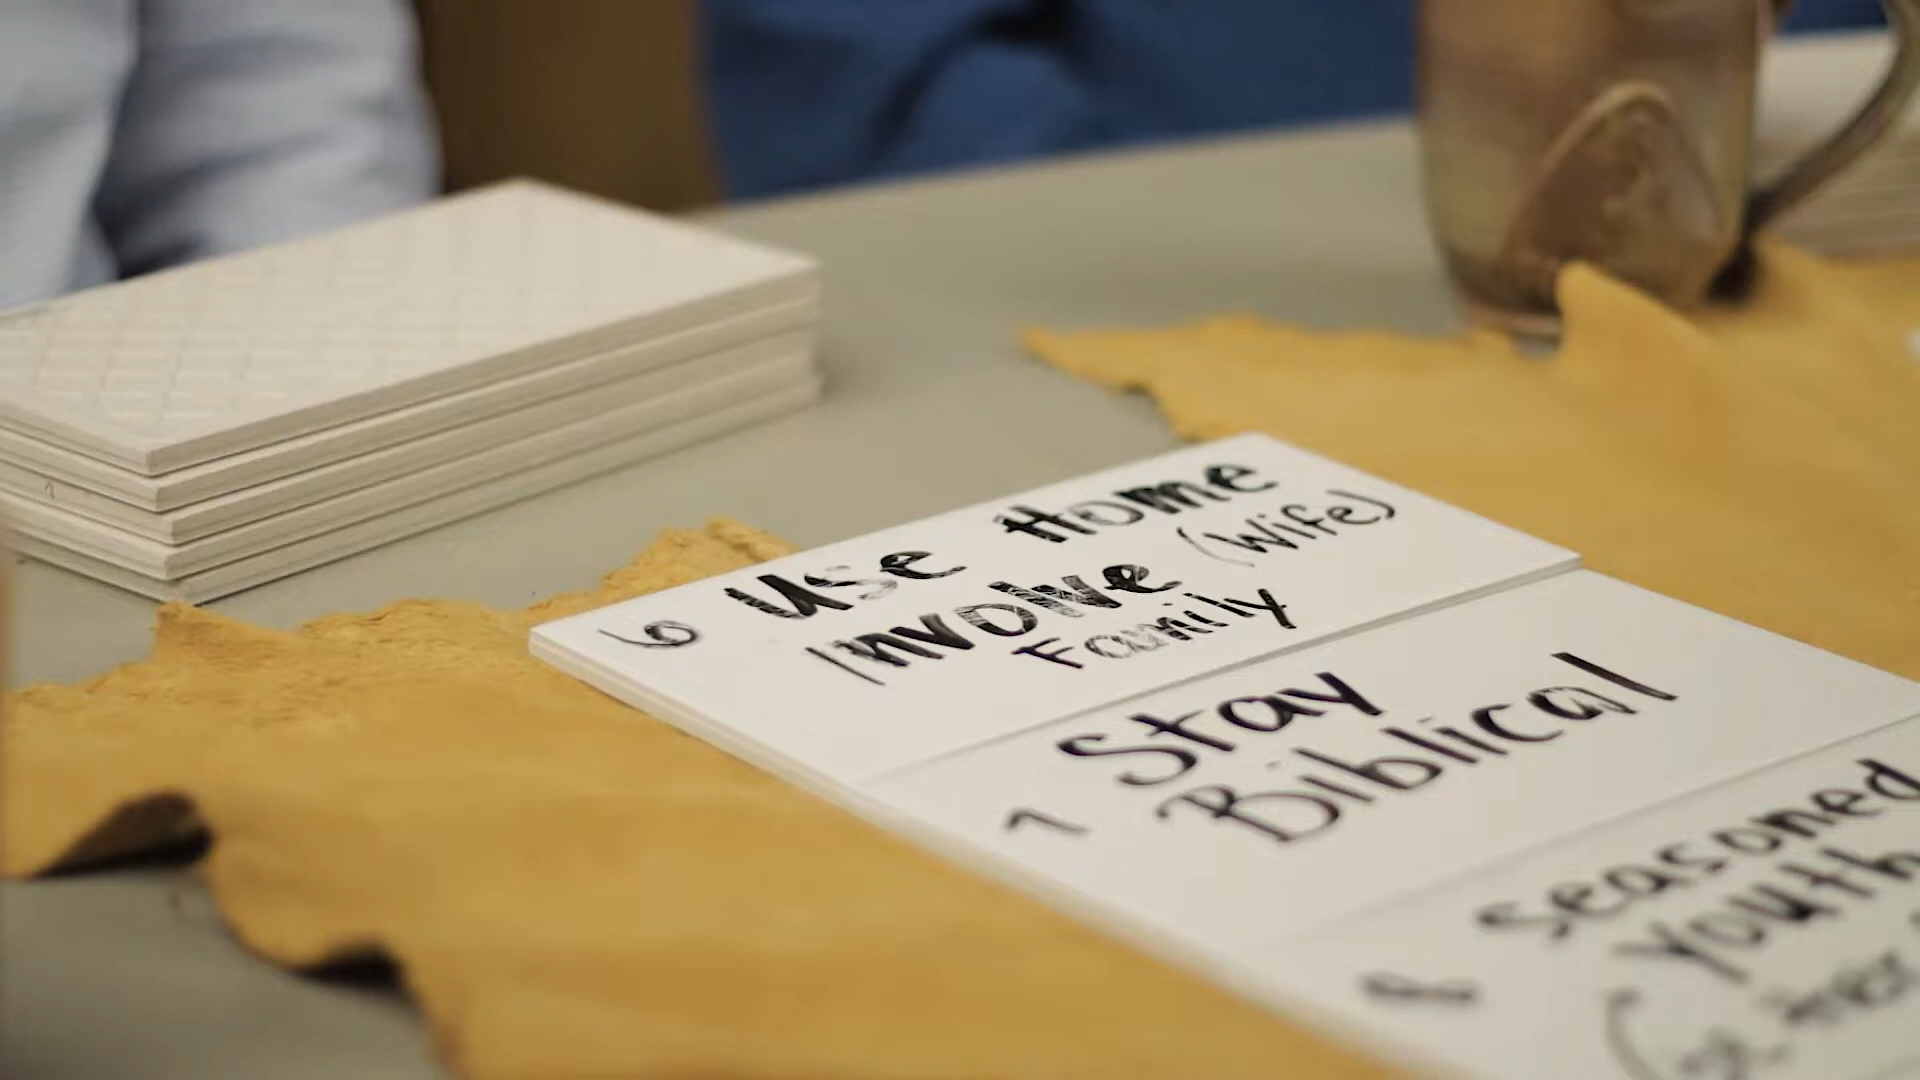 6 Use Home
Involve (Wife)
Family
7 Stay
Biblical
8 Seasoned
Youth